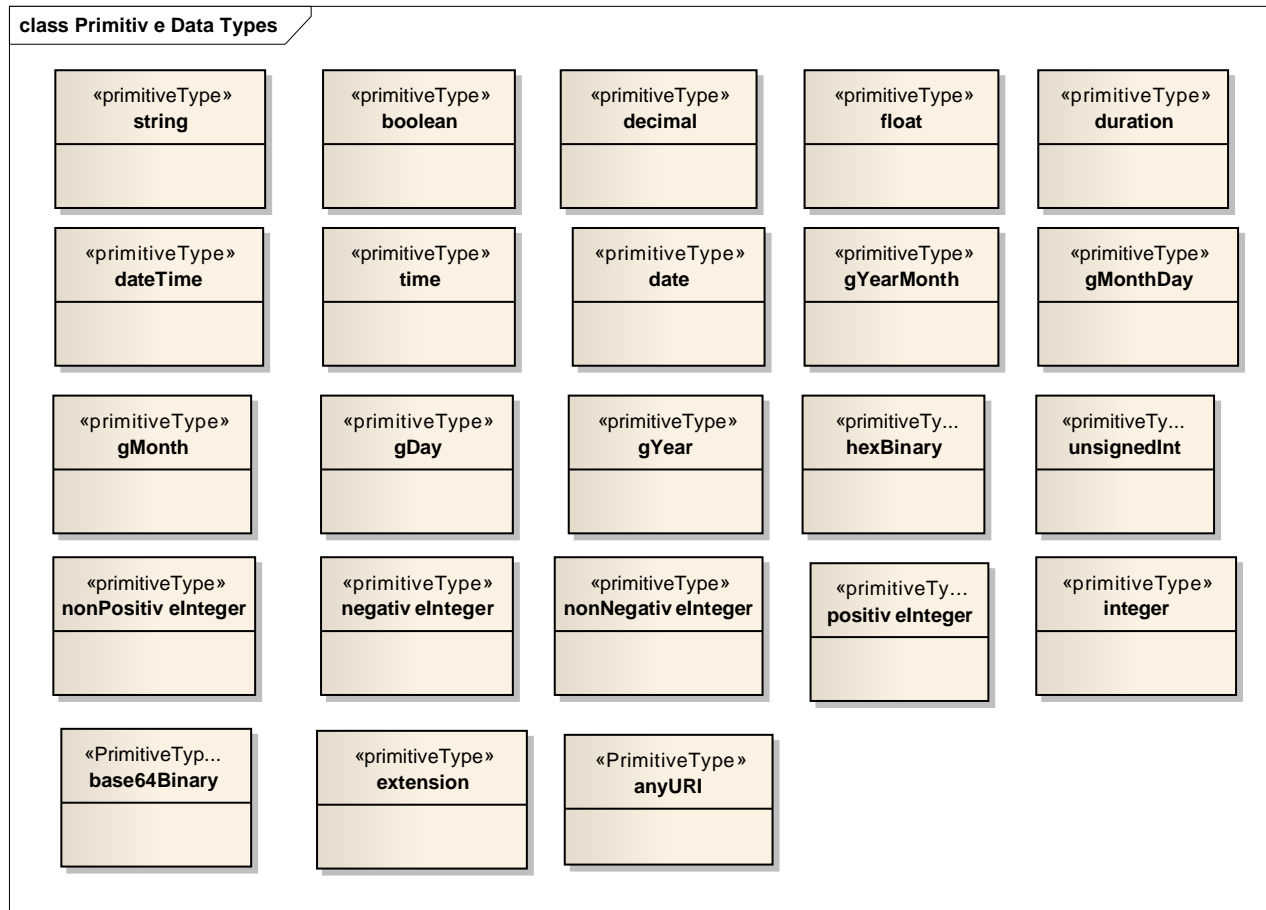 class Primitiv e Data Types
«primitiveType»
string
«primitiveType»
boolean
«primitiveType»
decimal
«primitiveType»
float
«primitiveType»
duration
«primitiveType»
dateTime
«primitiveType»
time
«primitiveType»
date
«primitiveType»
gYearMonth
«primitiveType»
gMonthDay
«primitiveType»
gMonth
«primitiveType»
gDay
«primitiveType»
gYear
«primitiveTy...
hexBinary
«primitiveTy...
unsignedInt
«primitiveType»
nonPositiv eInteger
«primitiveType»
negativ eInteger
«primitiveType»
nonNegativ eInteger
«primitiveTy...
positiv eInteger
«primitiveType»
integer
«PrimitiveTyp...
base64Binary
«primitiveType»
extension
«PrimitiveType»
anyURI